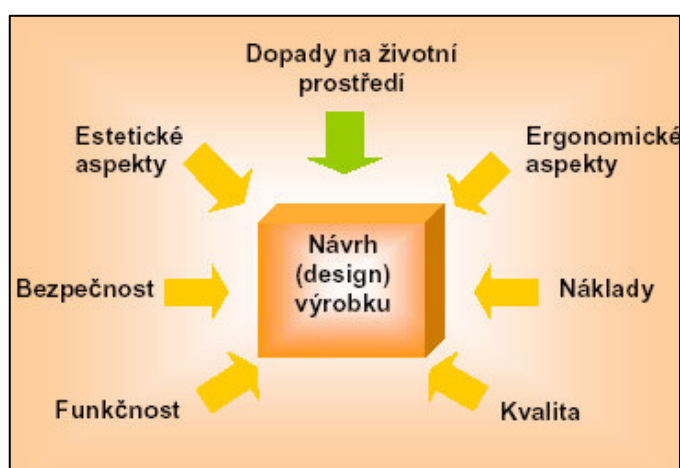 Dopady na životní
prostředí
Estetické
aspekty
Ergonomické
aspekty
Návrh
(design)
výrobku
Bezpečnost
Náklady
Funkčnost
Kvalita